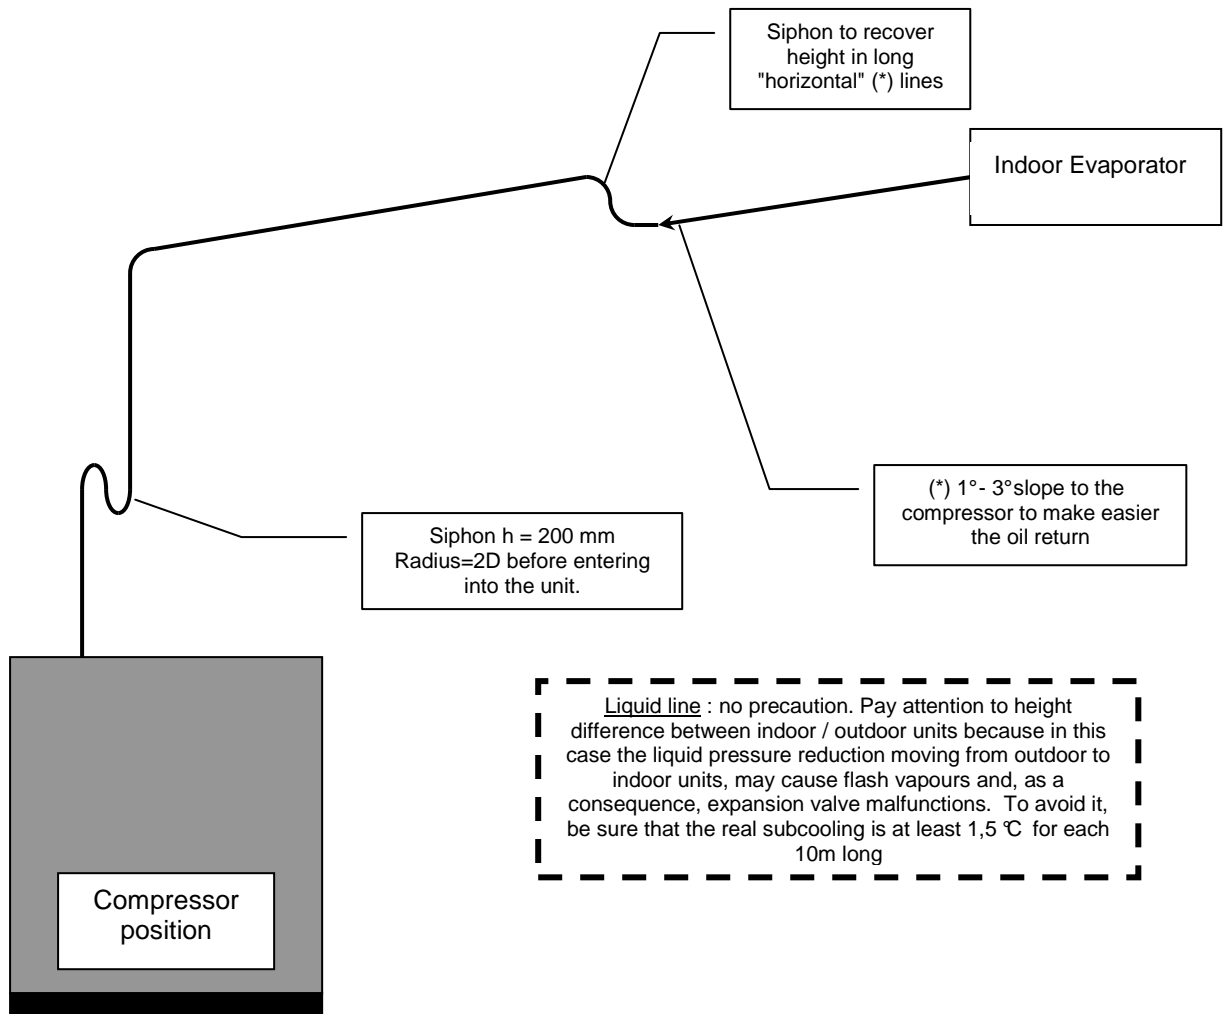 Siphon to recover
height in long
"horizontal" (*) lines
Indoor Evaporator
(*) 1°- 3°slope to the
compressor to make easier
the oil return
Siphon h = 200 mm
Radius=2D before entering
into the unit.
Liquid line : no precaution. Pay attention to height
difference between indoor / outdoor units because in this
case the liquid pressure reduction moving from outdoor to
indoor units, may cause flash vapours and, as a
consequence, expansion valve malfunctions. To avoid it,
be sure that the real subcooling is at least 1,5 °C for each
10m long
Compressor
position